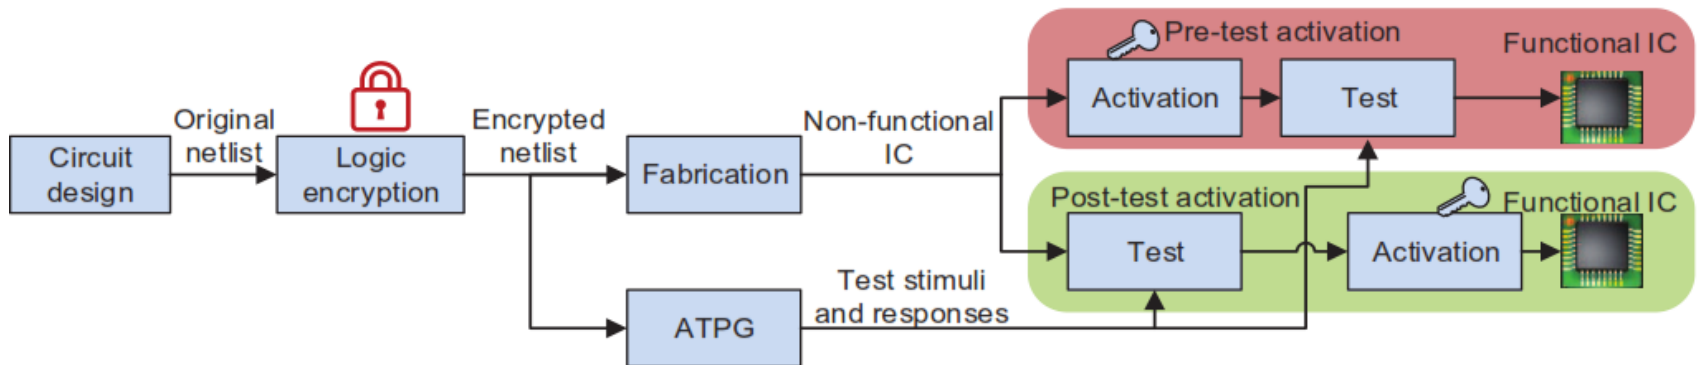 Circuit
design
Original
netlist
Logic
encryption
Encrypted
netlist
Fabrication
Non-functional
IC
ATPG
Test stimuli
and responses
Pre-test activation
Activation
Test
Functional IC
Post-test activation
Test
Activation
Functional IC